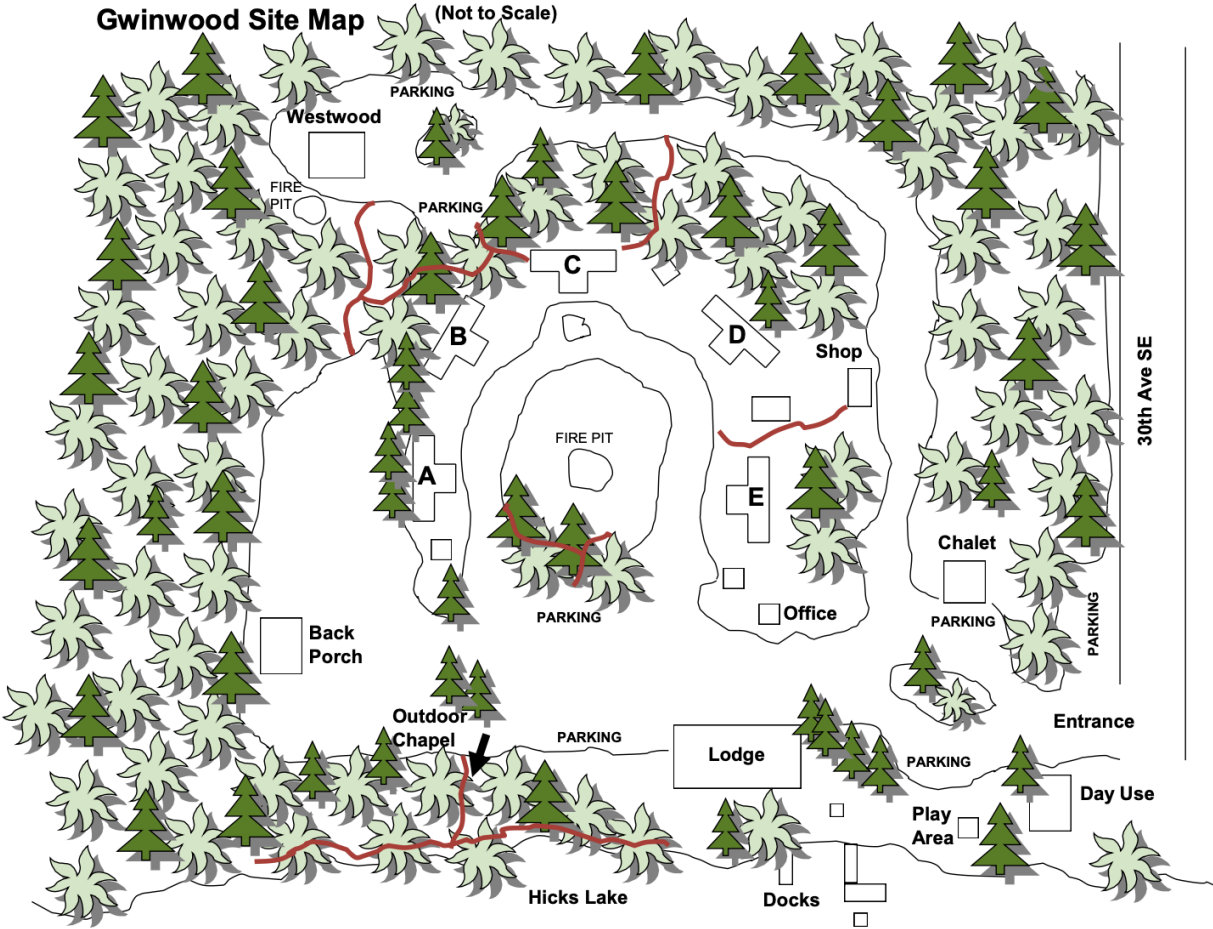 Gwinwood Site Map
(Not to Scale)
PARKING
Westwood
FIRE
PIT
PARKING
C
B
D
Shop
30th Ave SE
FIRE PIT
A
E
Chalet
PARKING
Office
PARKING
PARKING
Back
Porch
Outdoor
Chapel
PARKING
Lodge
Entrance
PARKING
Day Use
Play
Area
Hicks Lake
Docks